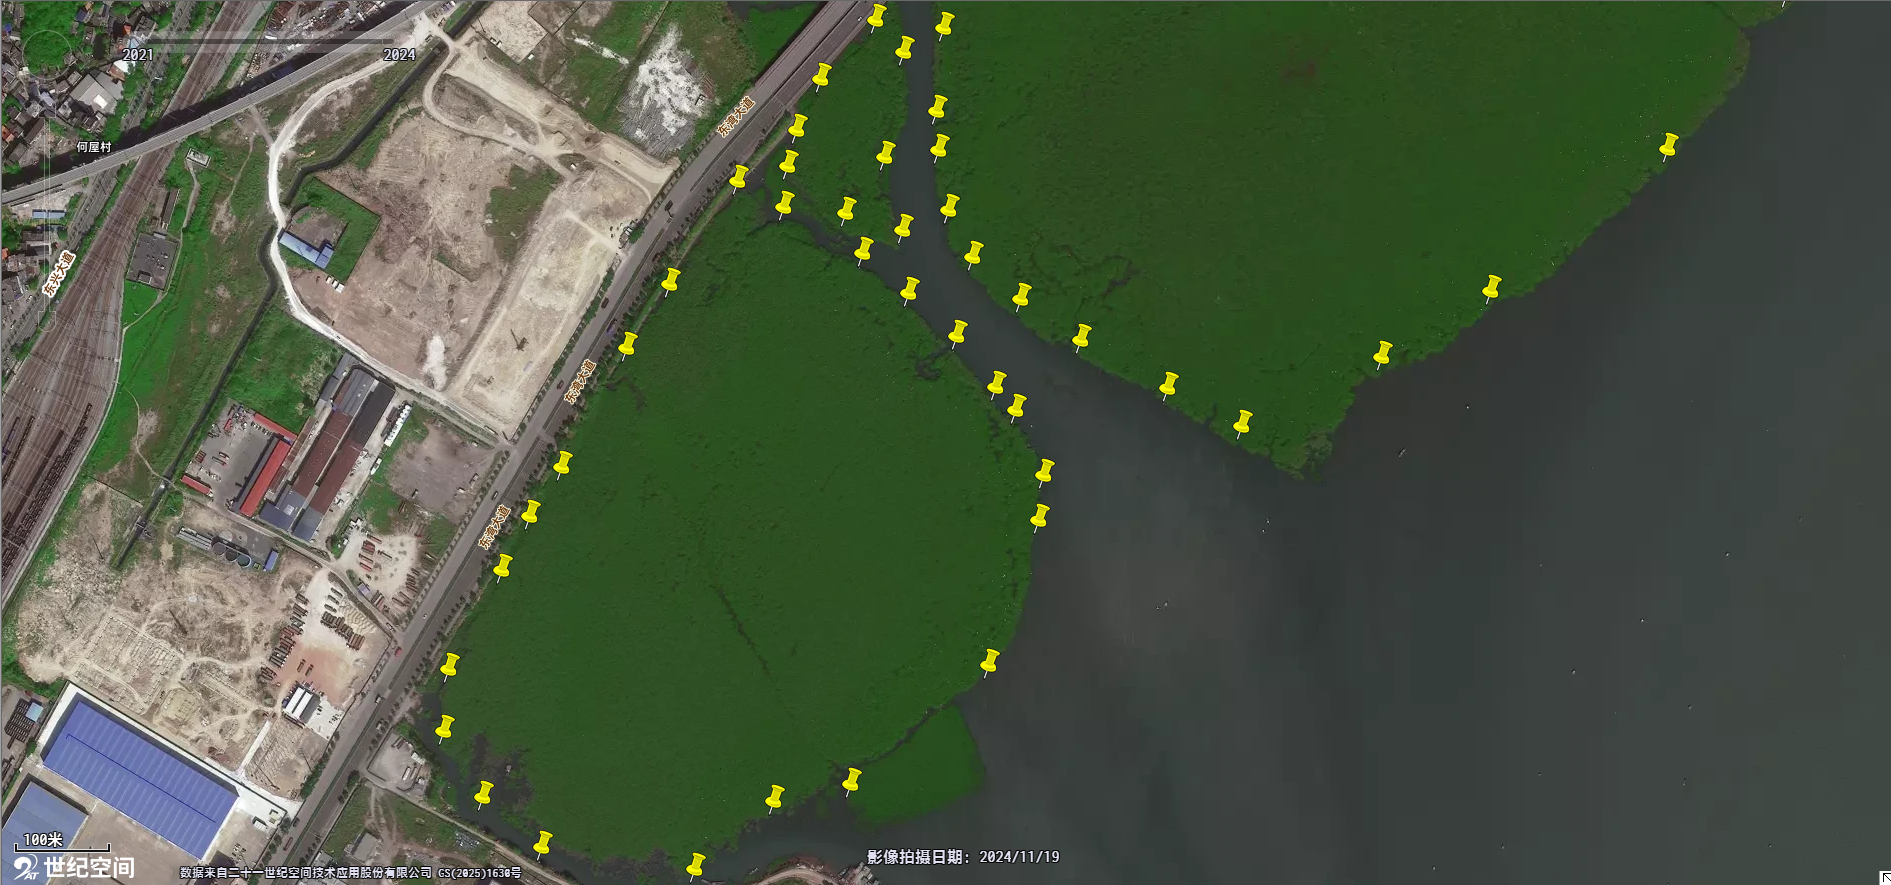 2021
2024
东湾大道
何屋村
东兴大道
东湾大道
东湾大道
100米
世纪空间
影像拍摄日期: 2024/11/19
数据来自二十一世纪空间技术应用股份有限公司 GS(2025)1630号